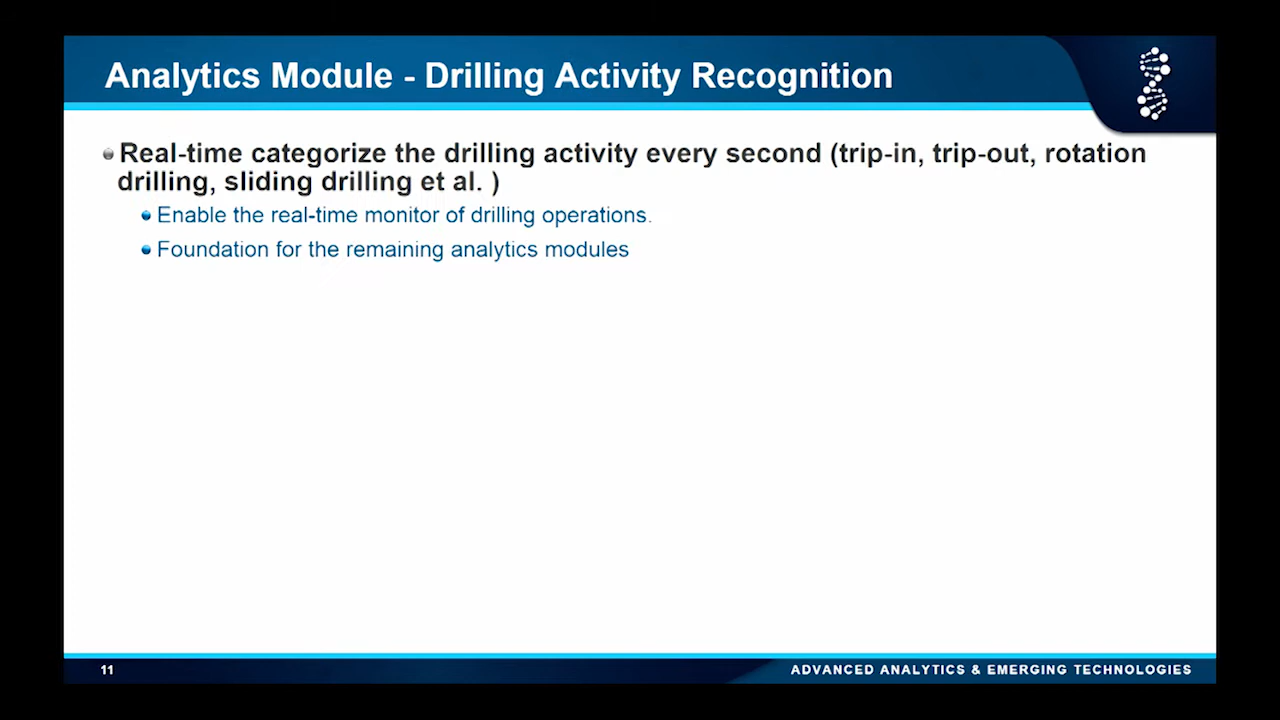 Analytics Module - Drilling Activity Recognition
Real-time categorize the drilling activity every second (trip-in, trip-out, rotation
drilling, sliding drilling et al. )
Enable the real-time monitor of drilling operations.
Foundation for the remaining analytics modules
11
ADVANCED ANALYTICS & EMERGING TECHNOLOGIES